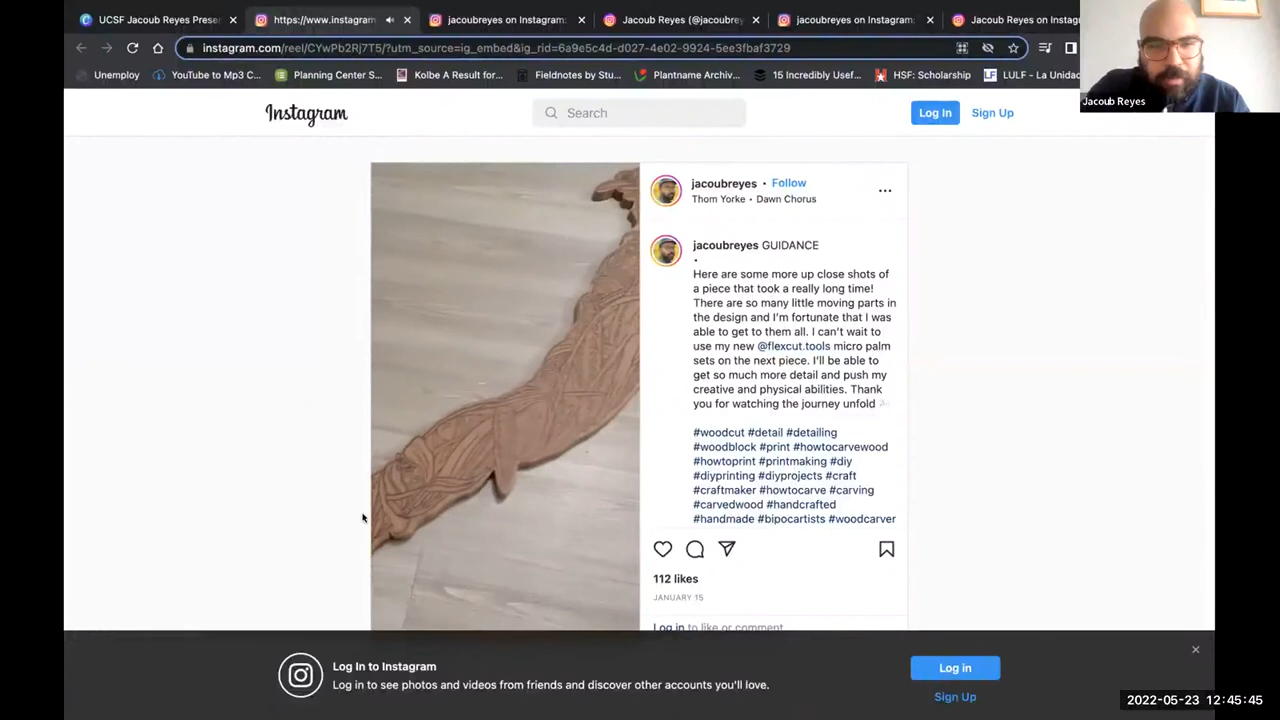 UCSF Jacoub Reyes Presen
https://www.instagram
jacoubreyes on Instagram:
Jacoub Reyes (@jacoubrey
jacoubreyes on Instagram:
Jacoub Reyes on Instag
instagram.com/reel/CYwPb2Rj7T5/?utm_source=ig_embed&ig_rid=6a9e5c4d-d027-4e02-9924-5ee3fbaf3729
Unemploy
YouTube to Mp3 C...
Planning Center S...
Kolbe A Result for...
Fieldnotes by Stu...
Plantname Archiv...
15 Incredibly Usef...
HSF: Scholarship
LULF - La Unidad
Jacoub Reyes
Instagram
Search
Log In
Sign Up
jacoubreyes • Follow
Thom Yorke • Dawn Chorus
jacoubreyes GUIDANCE
.
Here are some more up close shots of
a piece that took a really long time!
There are so many little moving parts in
the design and I'm fortunate that I was
able to get to them all. I can't wait to
use my new @flexcut.tools micro palm
sets on the next piece. I'll be able to
get so much more detail and push my
creative and physical abilities. Thank
you for watching the journey unfold
#woodcut #detail #detailing
#woodblock #print #howtocarvewood
#howtoprint #printmaking #diy
#diyprinting #diyprojects #craft
#craftmaker #howtocarve #carving
#carvedwood #handcrafted
#handmade #bipocartists #woodcarver
112 likes
JANUARY 15
Log in to like or comment.
Log In to Instagram
Log in to see photos and videos from friends and discover other accounts you'll love.
Log in
Sign Up
2022-05-23 12:45:45